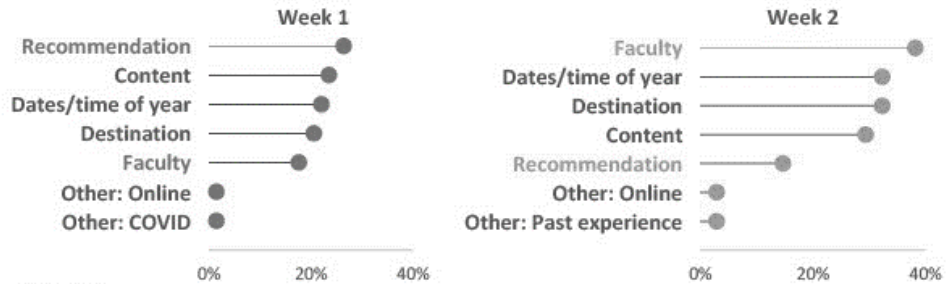 Week 1
Recommendation
Content
Dates/time of year
Destination
Faculty
Other: Online
Other: COVID
0% 20% 40%
Week 2
Faculty
Dates/time of year
Destination
Content
Recommendation
Other: Online
Other: Past experience
0% 20% 40%